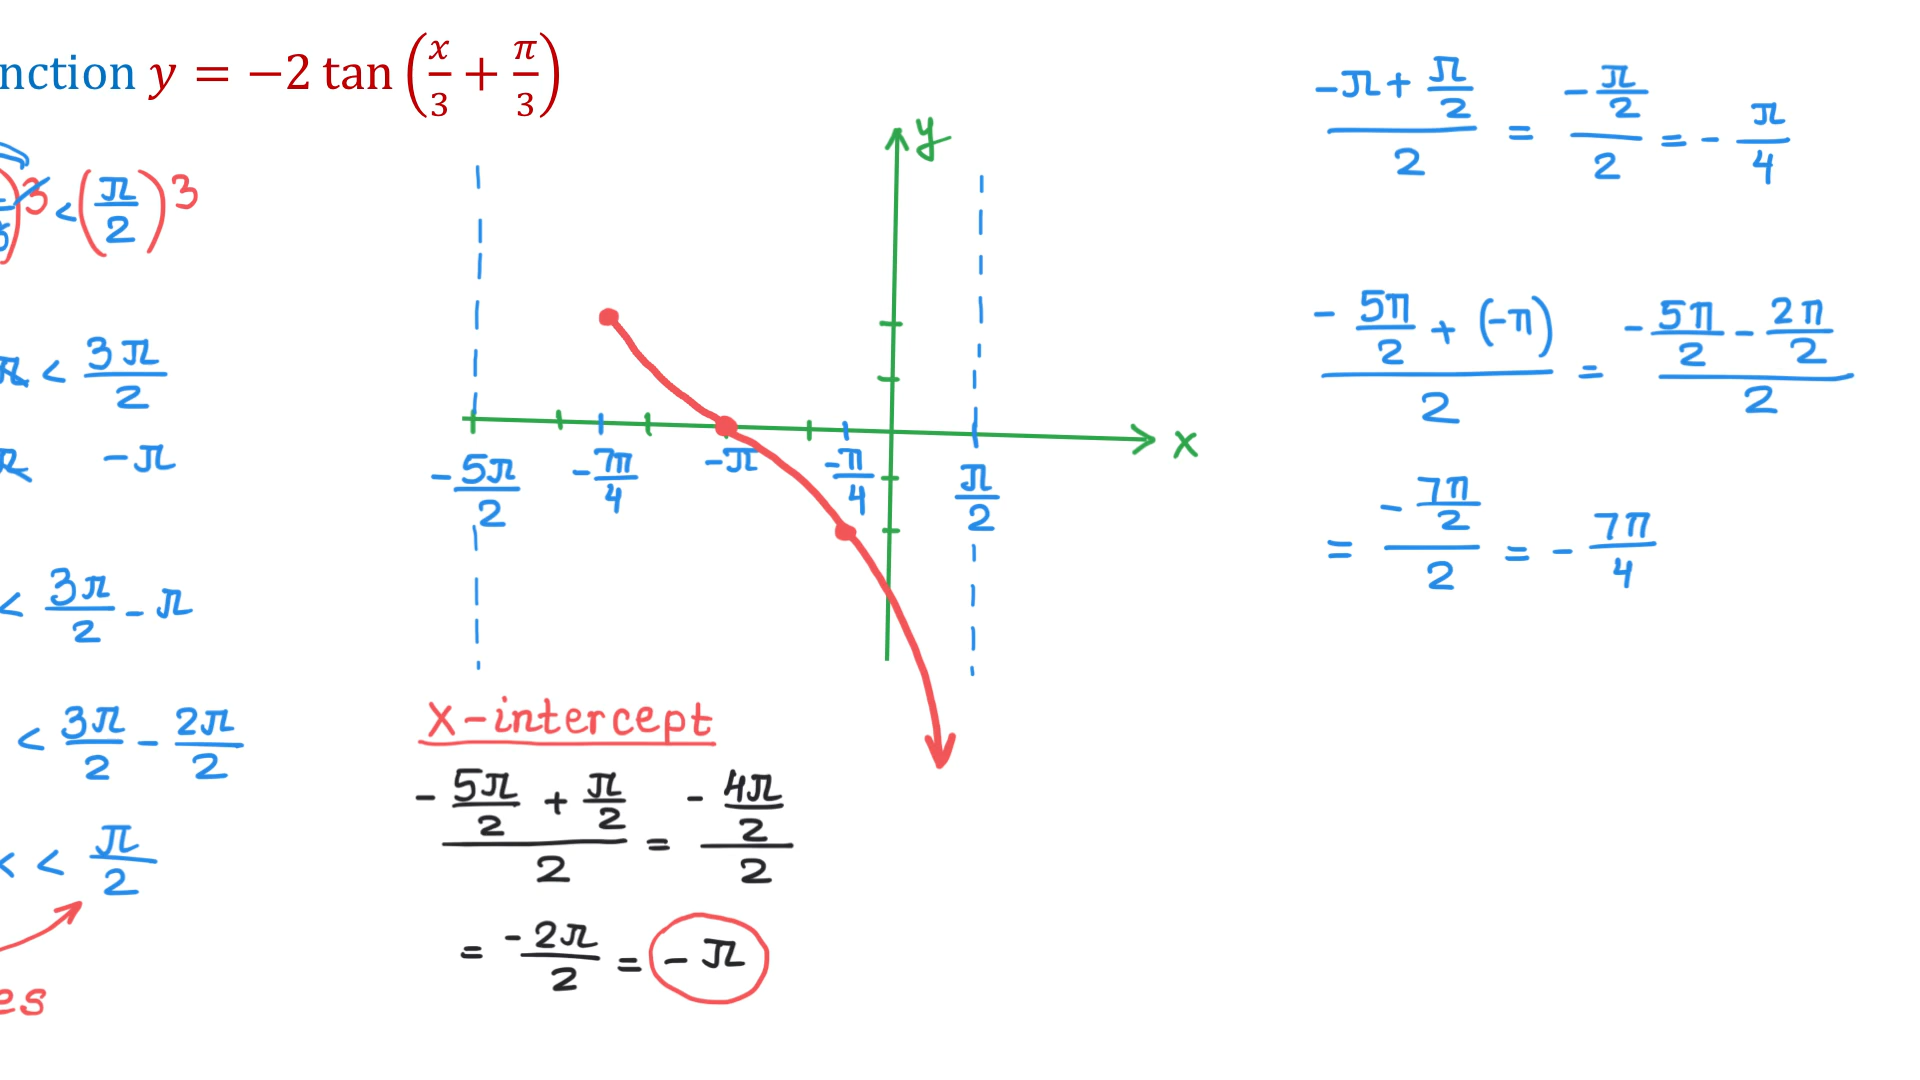 nction y = −2 tan (x/3 + π/3)
3 < (π/2) 3
< 3π/2
π -π
< 3π/2 - π
< 3π/2 - 2π/2
x < π/2
es
y
x
-5π/2 -7π/4 -π -π/4 π/2
x-intercept
(-5π/2 + π/2)/2 = (-4π/2)/2
= -2π/2 = -π
(-π + π/2)/2 = (-π/2)/2 = -π/4
(-5π/2 + (-π))/2 = (-5π/2 - 2π/2)/2
= (-7π/2)/2 = -7π/4